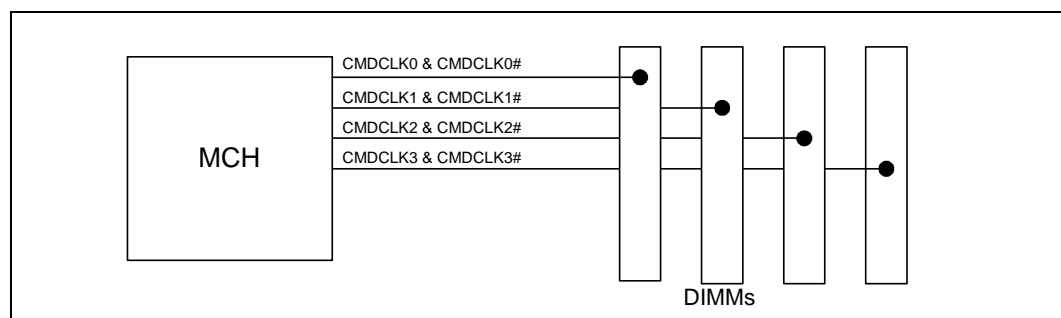 CMDCLK0 & CMDCLK0#
CMDCLK1 & CMDCLK1#
CMDCLK2 & CMDCLK2#
CMDCLK3 & CMDCLK3#
MCH
DIMMs